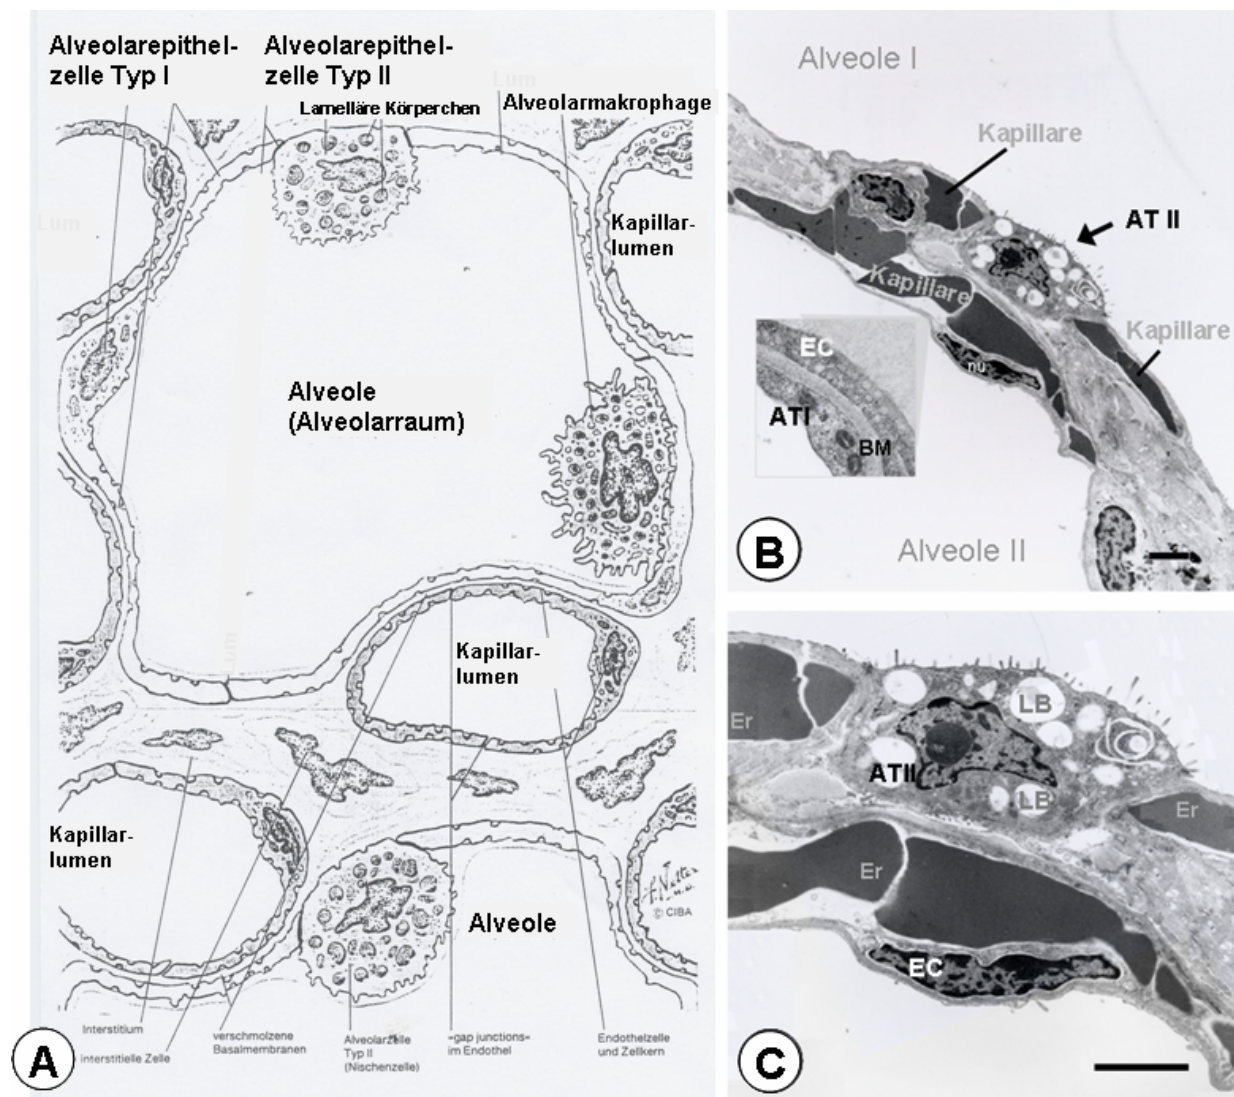 Alveolarepithel-
zelle Typ I
Alveolarepithel-
zelle Typ II
Lum
Lamelläre Körperchen
Alveolarmakrophage
Lum
Kapillar-
lumen
Alveole
(Alveolarraum)
Kapillar-
lumen
Kapillar-
lumen
Alveole
© CIBA
Interstitium
interstitielle Zelle
verschmolzene
Basalmembranen
Alveolarzelle
Typ II
(Nischenzelle)
»gap junctions«
im Endothel
Endothelzelle
und Zellkern
A
Alveole I
Kapillare
AT II
Kapillare
Kapillare
EC
nu
ATI
BM
Alveole II
B
Er
LB
ATII
LB
Er
Er
EC
C